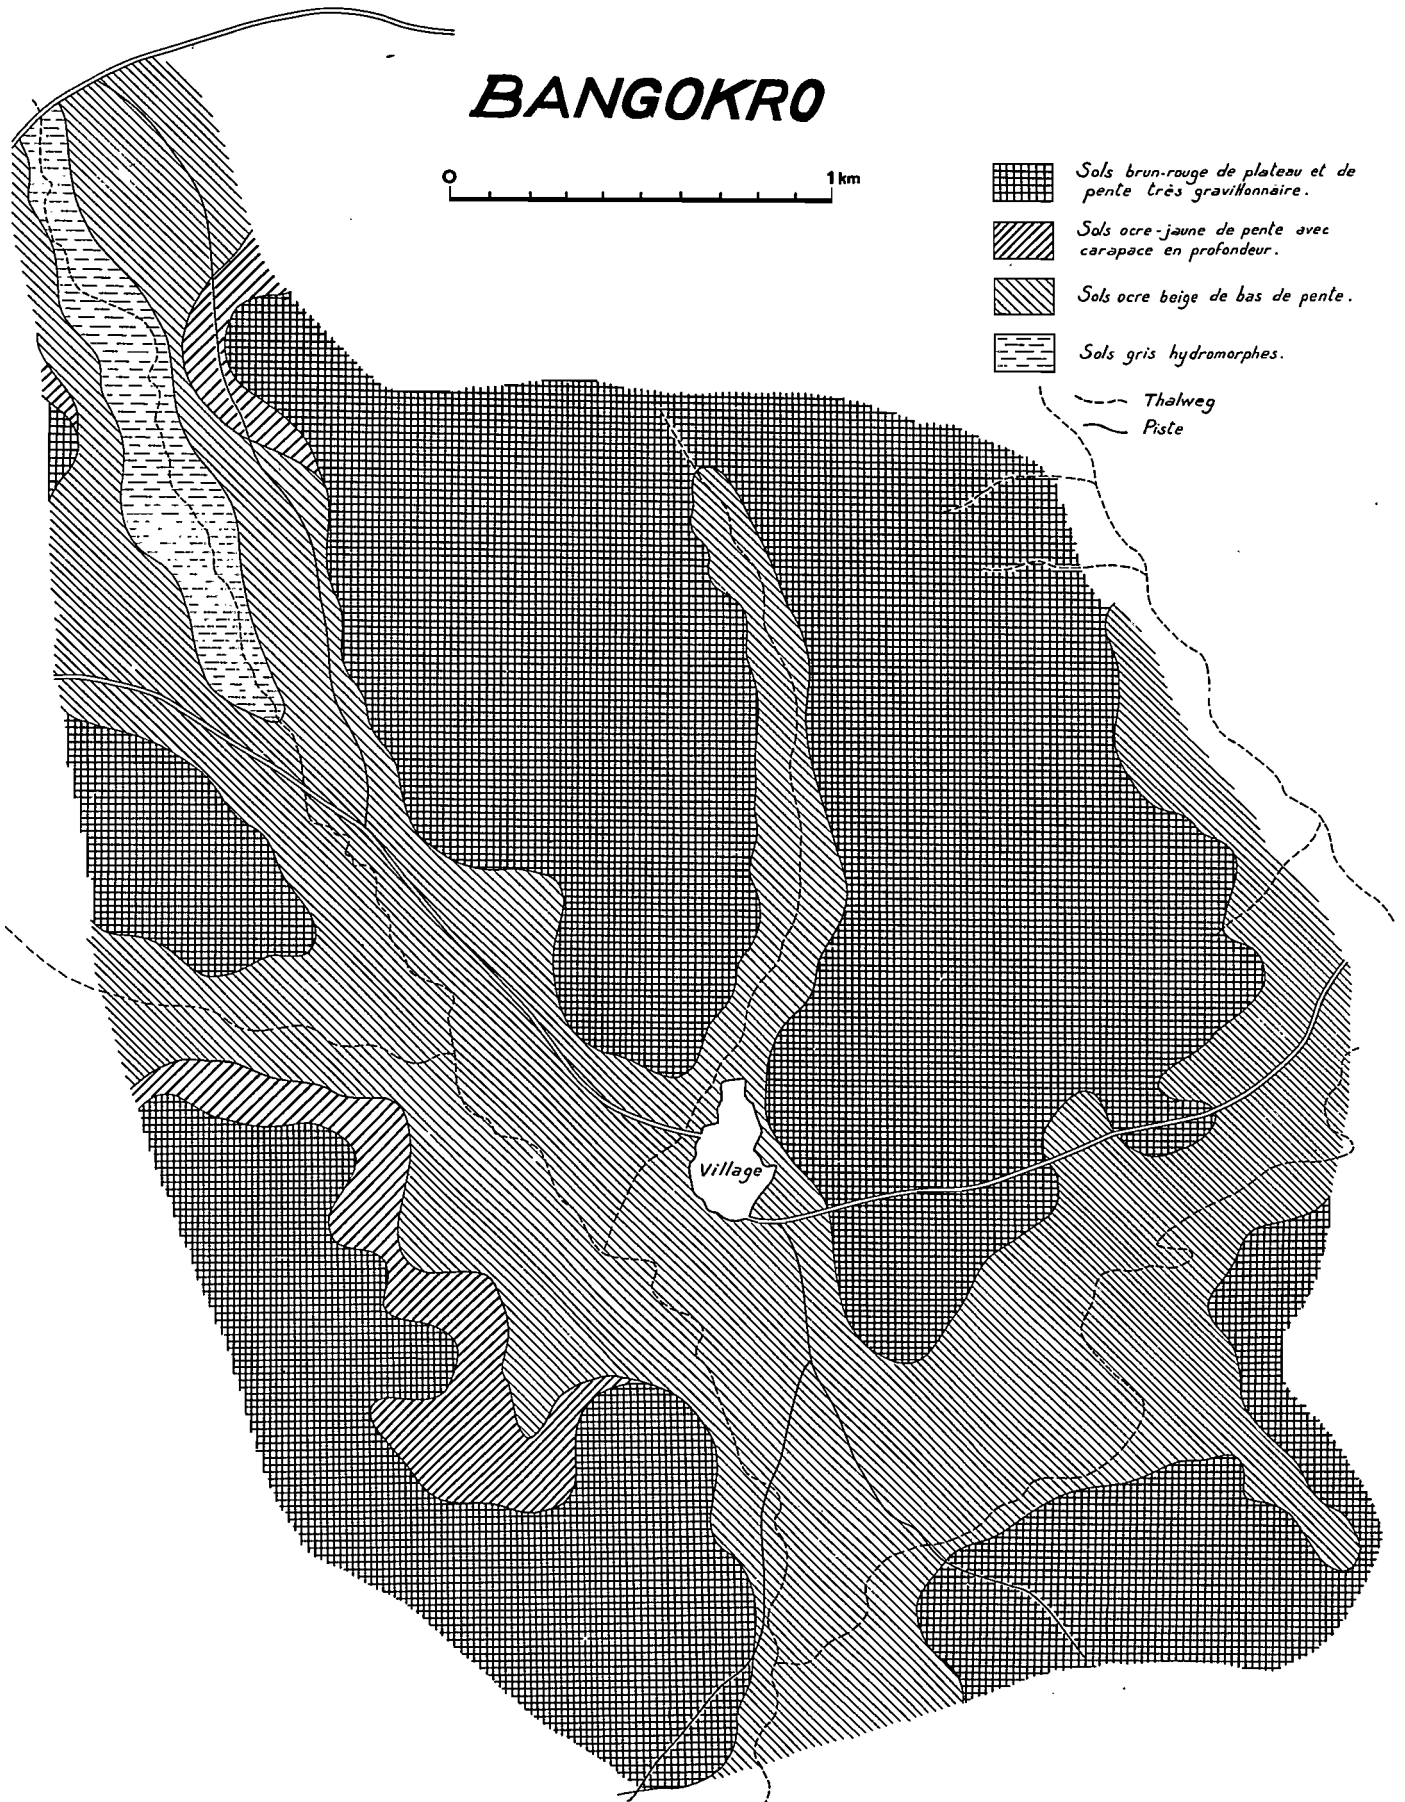 BANGOKRO
0 1 km
Sols brun-rouge de plateau et de
pente très gravillonnaire.
Sols ocre-jaune de pente avec
carapace en profondeur.
Sols ocre beige de bas de pente.
Sols gris hydromorphes.
Thalweg
Piste
Village